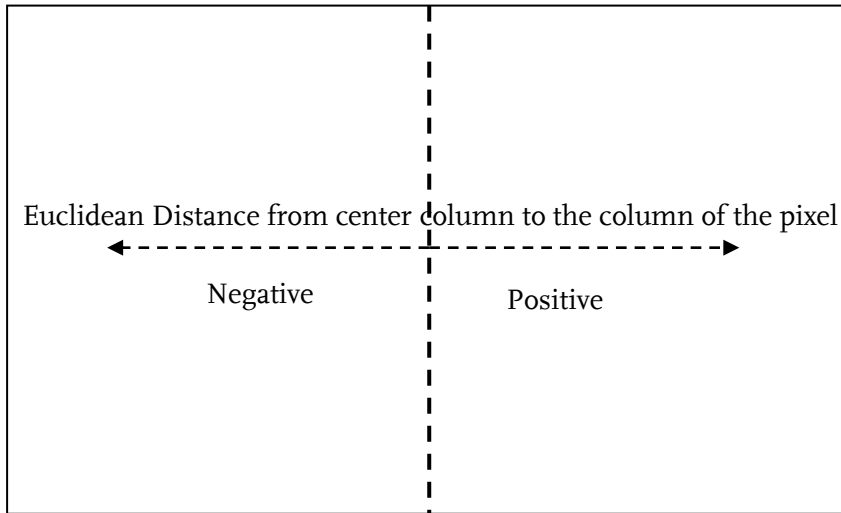 Euclidean Distance from center column to the column of the pixel
Negative
Positive